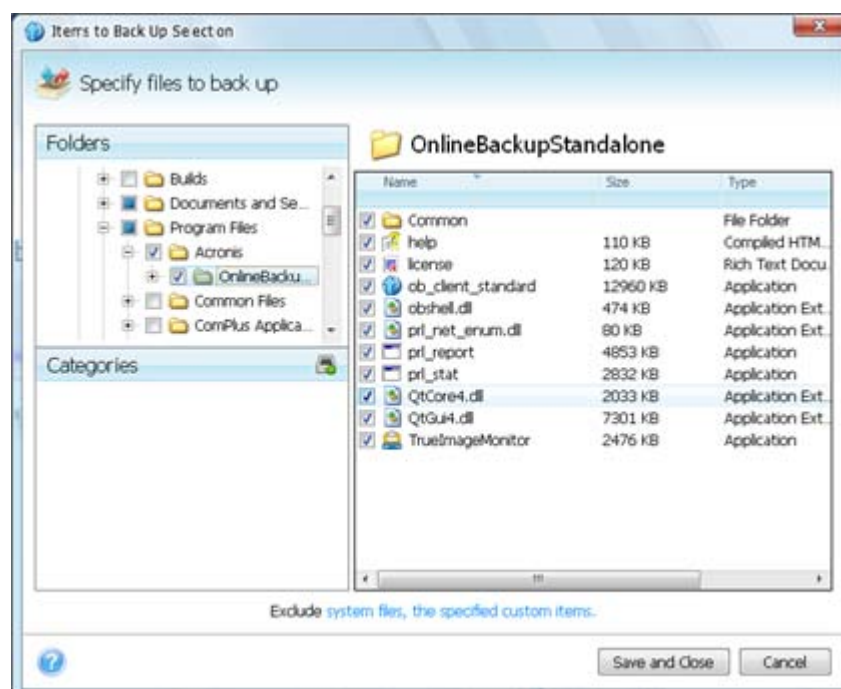 Items to Back Up Selection
Specify files to back up
Folders
Builds
Documents and Se...
Program Files
Acronis
OnlineBacku...
Common Files
ComPlus Applica...
Categories
OnlineBackupStandalone
Name Size Type
Common File Folder
help 110 KB Compiled HTM...
license 120 KB Rich Text Docu...
ob_client_standard 12960 KB Application
obshell.dll 474 KB Application Ext...
prl_net_enum.dll 80 KB Application Ext...
prl_report 4853 KB Application
prl_stat 2832 KB Application
QtCore4.dll 2033 KB Application Ext...
QtGui4.dll 7301 KB Application Ext...
TrueImageMonitor 2476 KB Application
Exclude system files, the specified custom items.
Save and Close Cancel